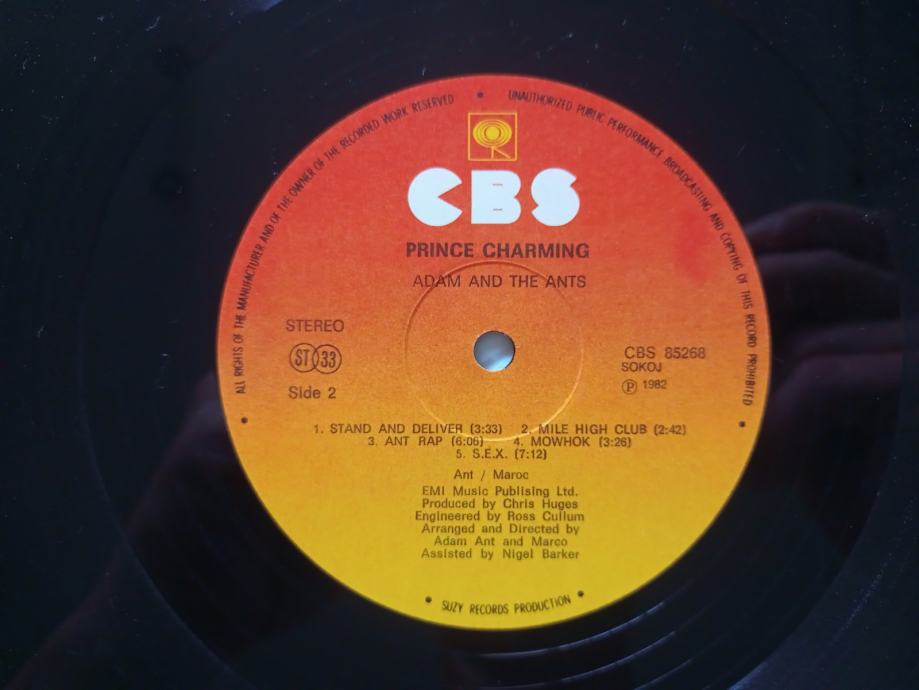 ALL RIGHTS OF THE MANUFACTURER AND OF THE OWNER OF THE RECORDED WORK RESERVED • UNAUTHORIZED PUBLIC PERFORMANCE BROADCASTING AND COPYING OF THIS RECORD PROHIBITED
CBS
PRINCE CHARMING
ADAM AND THE ANTS
STEREO
ST 33
Side 2
CBS 85268
SOKOJ
℗ 1982
1. STAND AND DELIVER (3:33) 2. MILE HIGH CLUB (2:42)
3. ANT RAP (6:06) 4. MOWHOK (3:26)
5. S.E.X. (7:12)
Ant / Maroc
EMI Music Publising Ltd.
Produced by Chris Huges
Engineered by Ross Cullum
Arranged and Directed by
Adam Ant and Marco
Assisted by Nigel Barker
• SUZY RECORDS PRODUCTION •